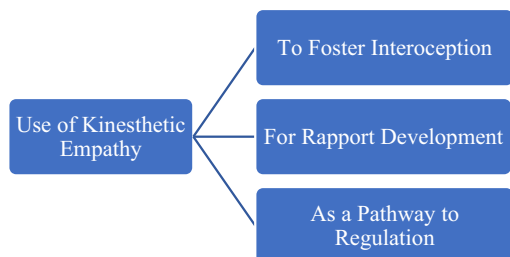 To Foster Interoception
Use of Kinesthetic
Empathy
For Rapport Development
As a Pathway to
Regulation